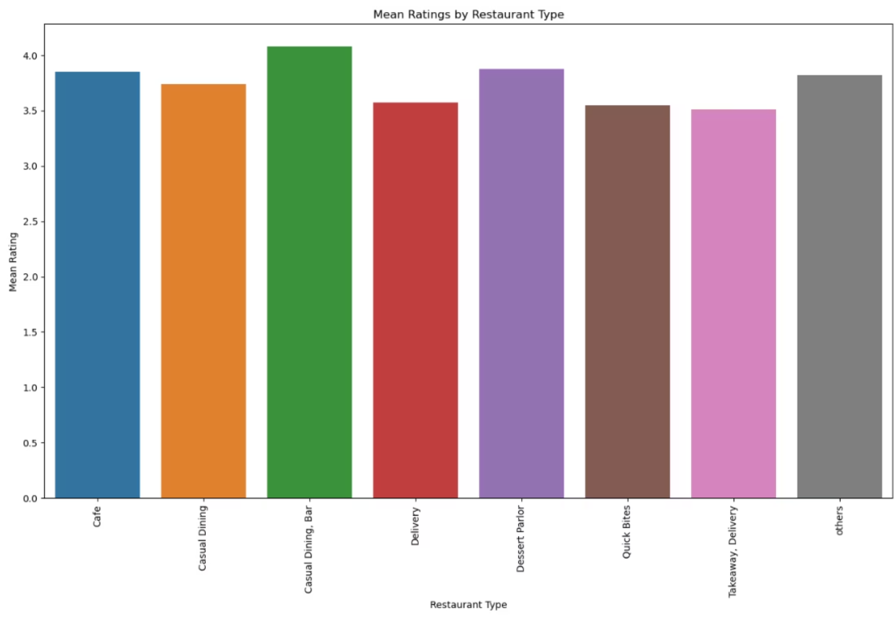 Mean Ratings by Restaurant Type
Mean Rating
4.0
3.5
3.0
2.5
2.0
1.5
1.0
0.5
0.0
Cafe
Casual Dining
Casual Dining, Bar
Delivery
Dessert Parlor
Quick Bites
Takeaway, Delivery
others
Restaurant Type